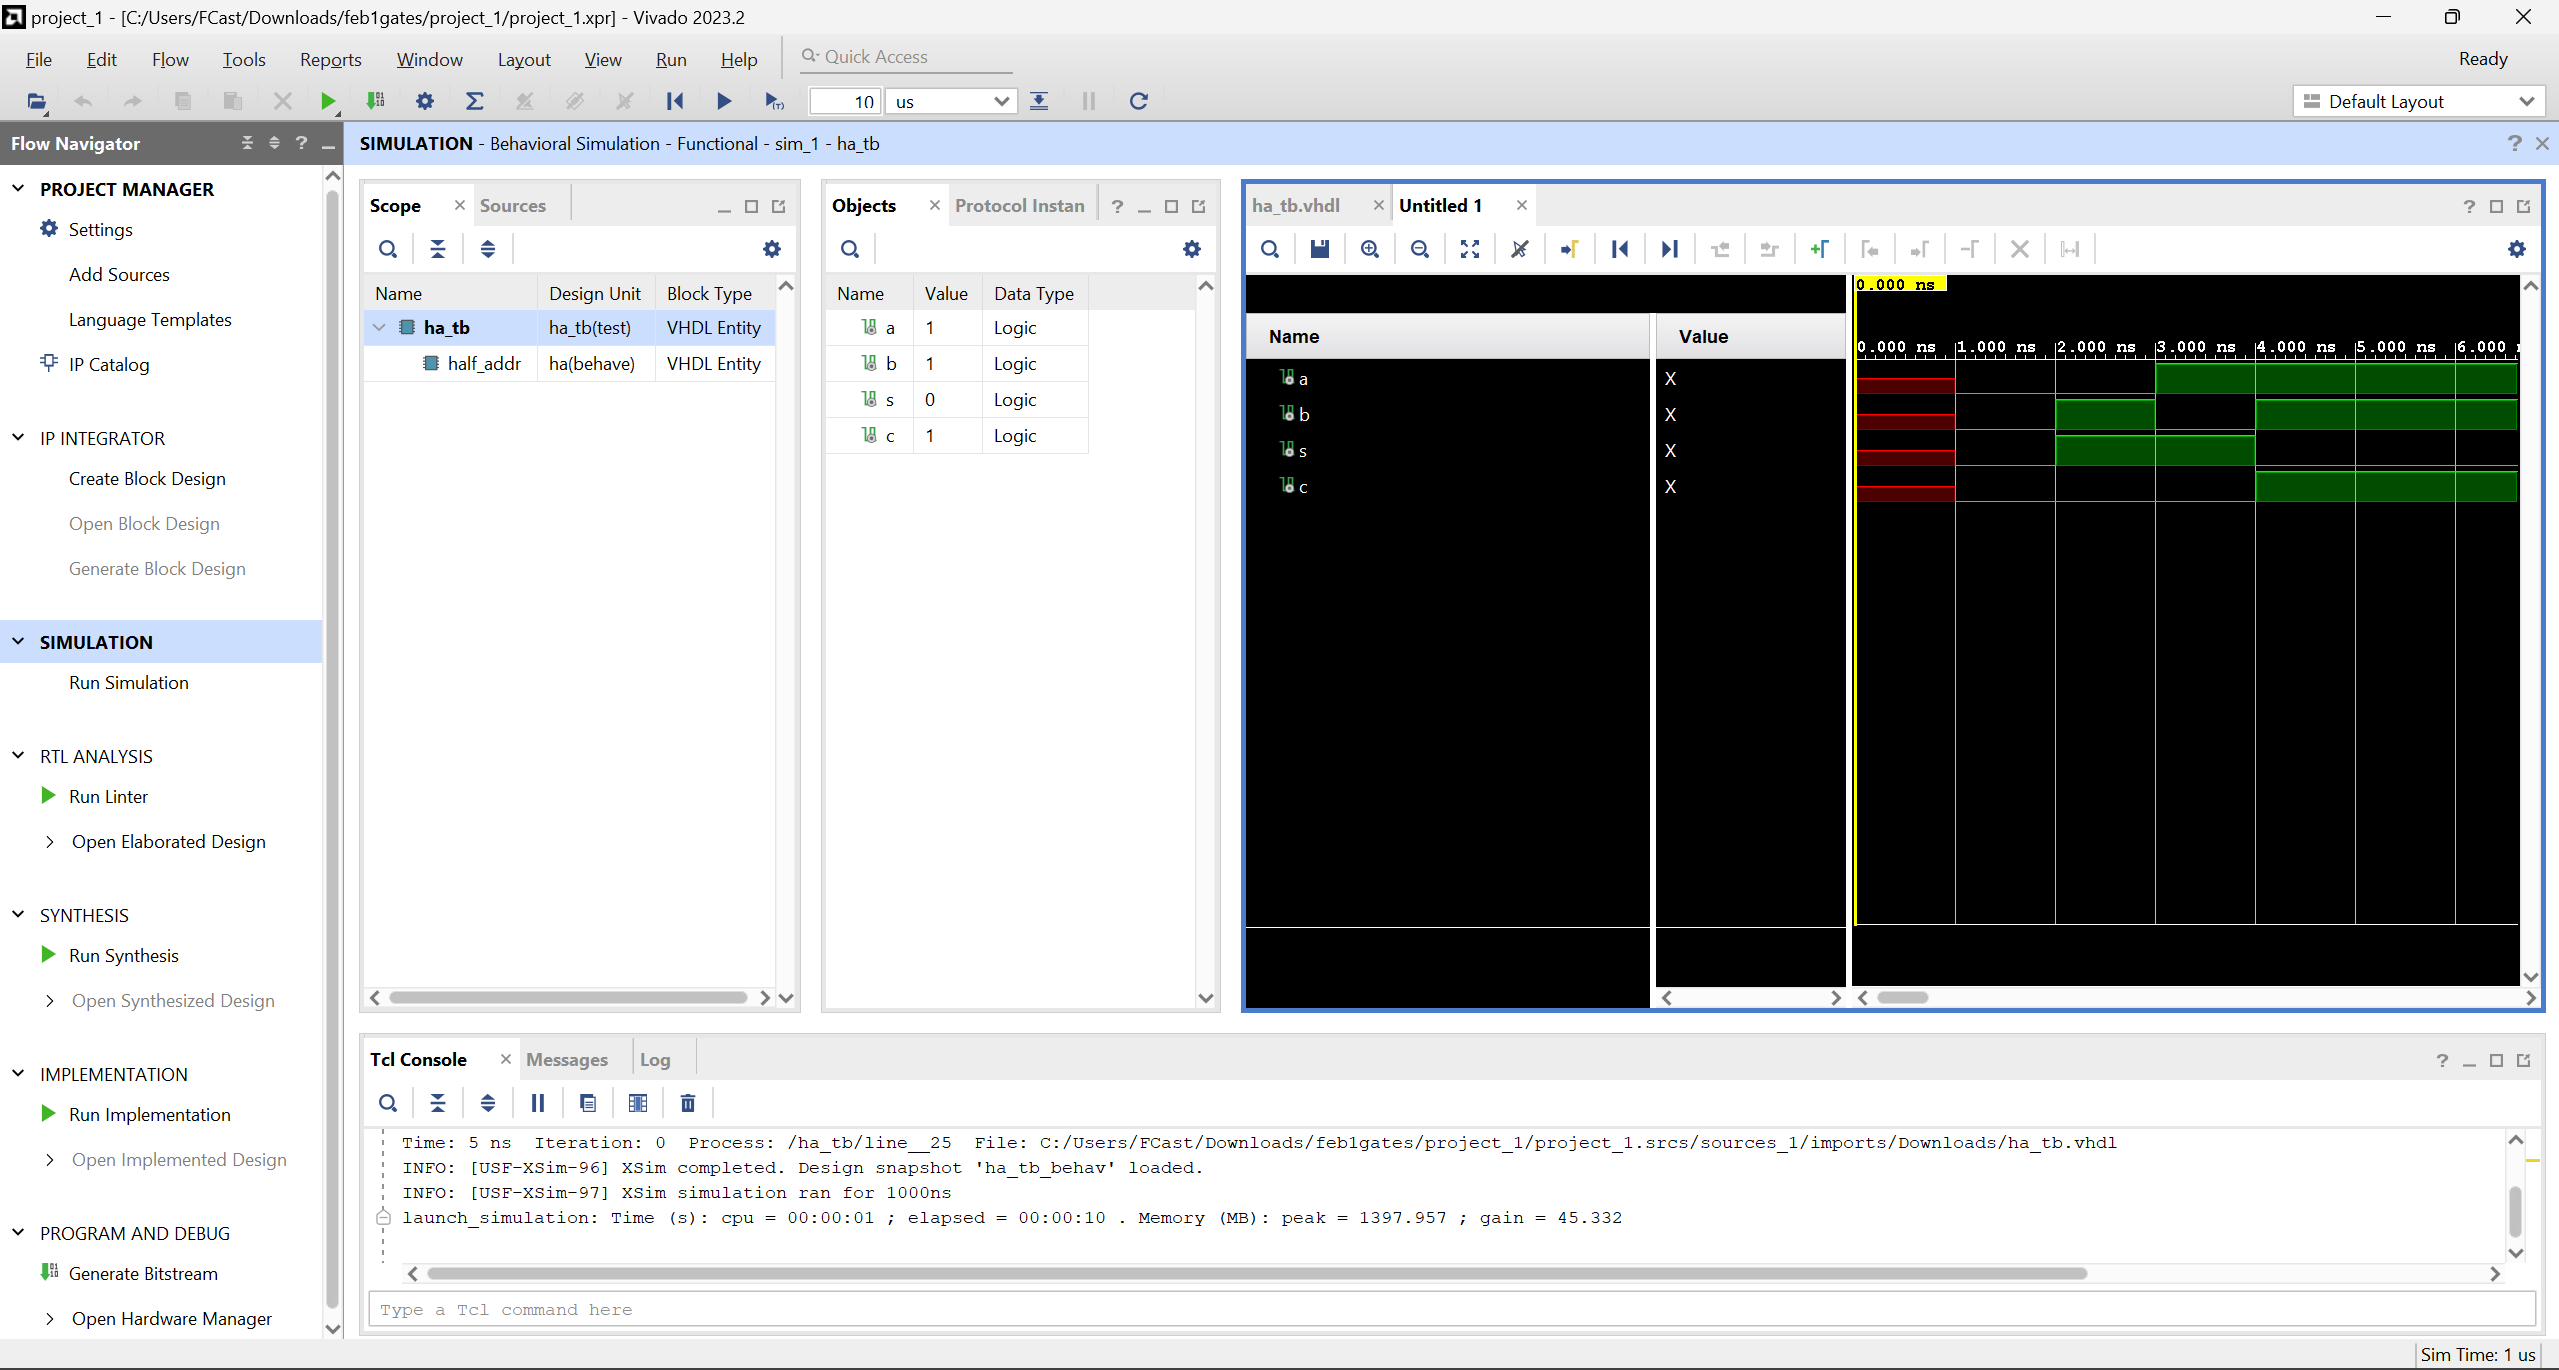 project_1 - [C:/Users/FCast/Downloads/feb1gates/project_1/project_1.xpr] - Vivado 2023.2
File Edit Flow Tools Reports Window Layout View Run Help Quick Access Ready
10 us Default Layout
Flow Navigator
SIMULATION - Behavioral Simulation - Functional - sim_1 - ha_tb
PROJECT MANAGER
Settings
Add Sources
Language Templates
IP Catalog
IP INTEGRATOR
Create Block Design
Open Block Design
Generate Block Design
SIMULATION
Run Simulation
RTL ANALYSIS
Run Linter
Open Elaborated Design
SYNTHESIS
Run Synthesis
Open Synthesized Design
IMPLEMENTATION
Run Implementation
Open Implemented Design
PROGRAM AND DEBUG
Generate Bitstream
Open Hardware Manager
Scope Sources
Name Design Unit Block Type
ha_tb ha_tb(test) VHDL Entity
half_addr ha(behave) VHDL Entity
Objects Protocol Instan
Name Value Data Type
a 1 Logic
b 1 Logic
s 0 Logic
c 1 Logic
ha_tb.vhdl Untitled 1
0.000 ns
Name Value
0.000 ns 1.000 ns 2.000 ns 3.000 ns 4.000 ns 5.000 ns 6.000
a X
b X
s X
c X
Tcl Console Messages Log
Time: 5 ns Iteration: 0 Process: /ha_tb/line__25 File: C:/Users/FCast/Downloads/feb1gates/project_1/project_1.srcs/sources_1/imports/Downloads/ha_tb.vhdl
INFO: [USF-XSim-96] XSim completed. Design snapshot 'ha_tb_behav' loaded.
INFO: [USF-XSim-97] XSim simulation ran for 1000ns
launch_simulation: Time (s): cpu = 00:00:01 ; elapsed = 00:00:10 . Memory (MB): peak = 1397.957 ; gain = 45.332
Type a Tcl command here
Sim Time: 1 us